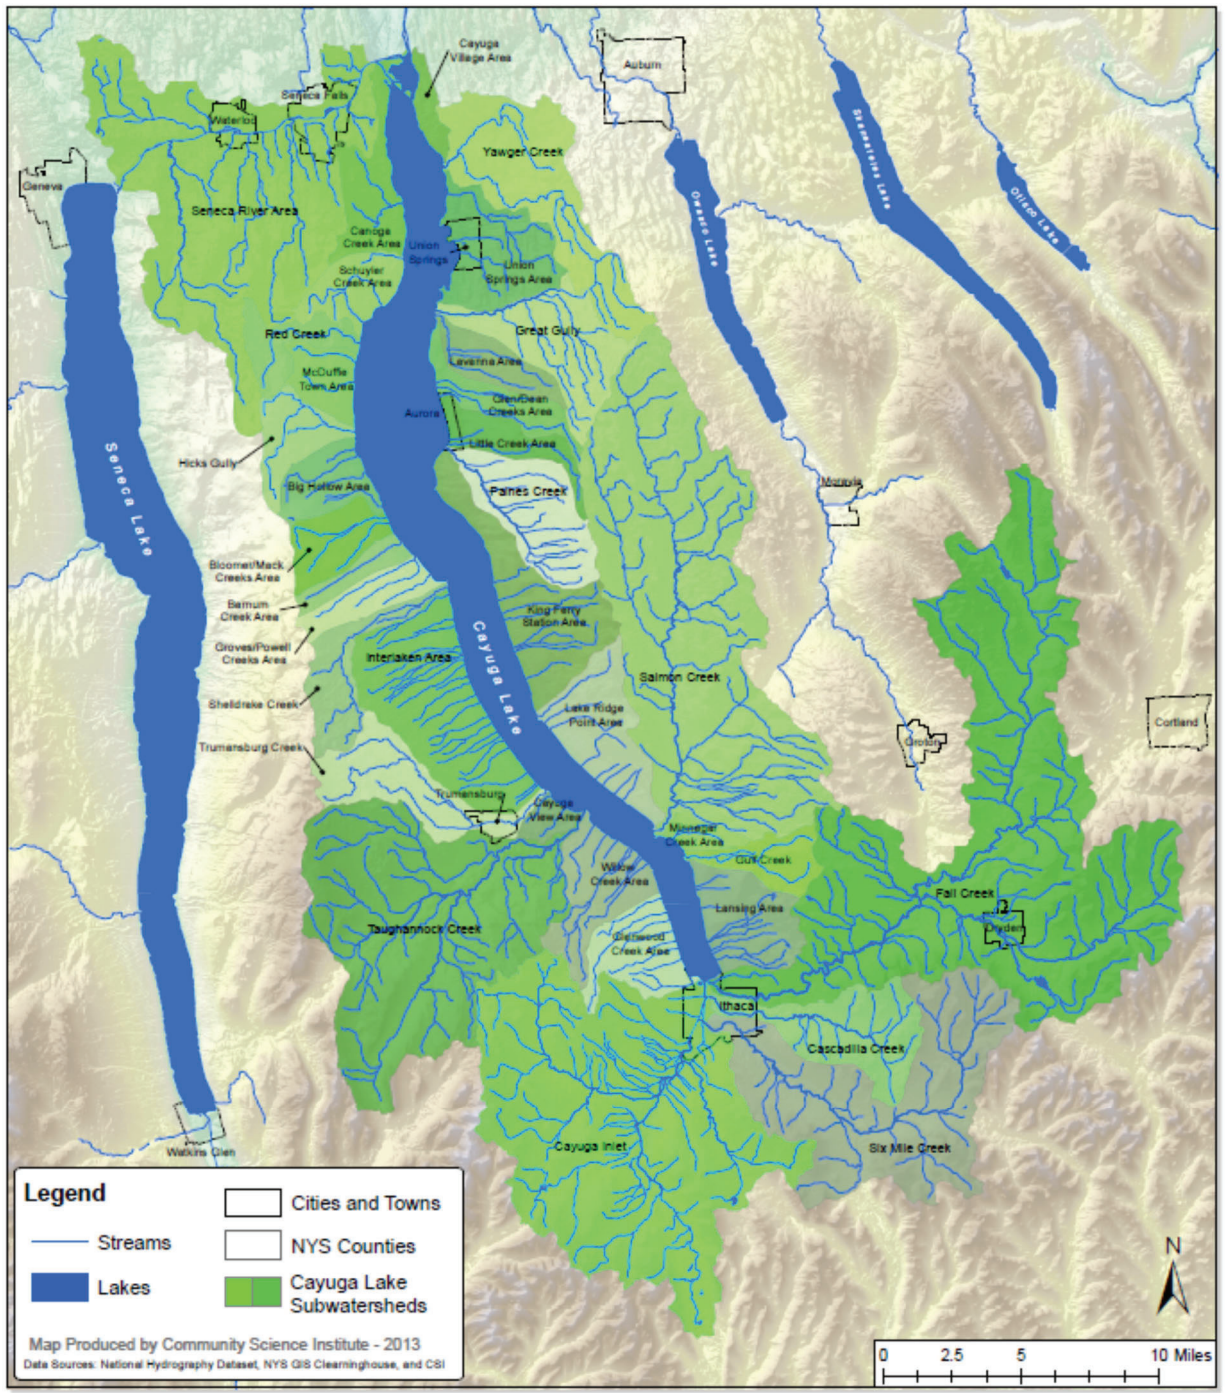 Cayuga
Village Area
Auburn
Seneca Falls
Waterloo
Yawger Creek
Skaneateles Lake
Geneva
Owasco Lake
Otisco Lake
Seneca River Area
Canoga
Creek Area
Union
Springs
Schuyler
Creek Area
Union
Springs Area
Red Creek
Great Gully
Levanna Area
McDuffie
Town Area
Glen/Dean
Creeks Area
Aurora
Little Creek Area
Hicks Gully
Big Hollow Area
Paines Creek
Moravia
Seneca Lake
Bloomer/Mack
Creeks Area
Barnum
Creek Area
King Ferry
Station Area
Groves/Powell
Creeks Area
Interlaken Area
Cayuga Lake
Salmon Creek
Sheldrake Creek
Lake Ridge
Point Area
Cortland
Groton
Trumansburg Creek
Trumansburg
Cayuga
View Area
Minnegar
Creek Area
Gulf Creek
Willow
Creek Area
Fall Creek
Lansing Area
Dryden
Taughannock Creek
Glenwood
Creek Area
Ithaca
Cascadilla Creek
Cayuga Inlet
Six Mile Creek
Watkins Glen
Legend
Streams
Lakes
Cities and Towns
NYS Counties
Cayuga Lake
Subwatersheds
Map Produced by Community Science Institute - 2013
Data Sources: National Hydrography Dataset, NYS GIS Clearninghouse, and CSI
N
0 2.5 5 10 Miles